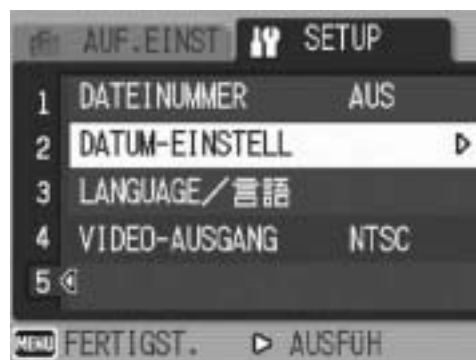 AUF.EINST SETUP
1 DATEINUMMER AUS
2 DATUM-EINSTELL
3 LANGUAGE/言語
4 VIDEO-AUSGANG NTSC
5
MENU FERTIGST. AUSFÜH